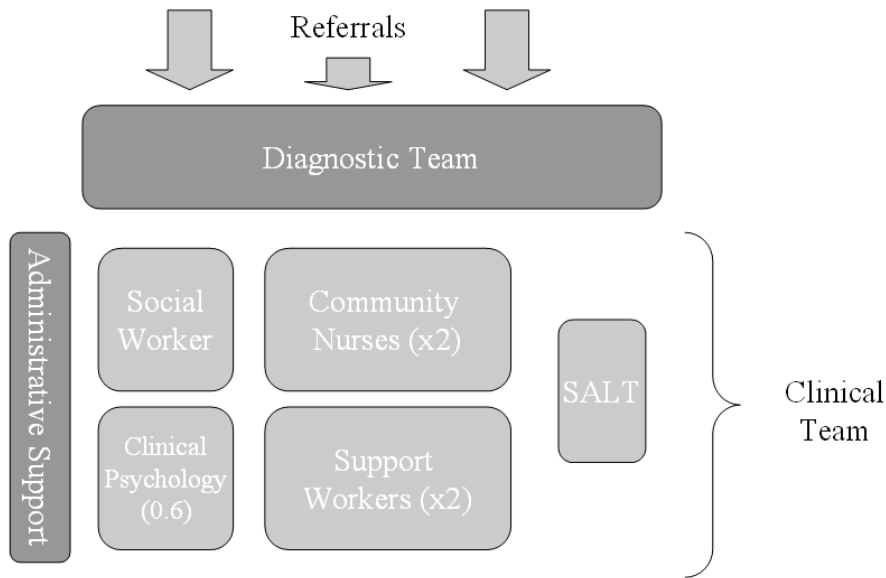 Referrals
Diagnostic Team
Administrative Support
Social
Worker
Community
Nurses (x2)
SALT
Clinical
Psychology
(0.6)
Support
Workers (x2)
Clinical
Team